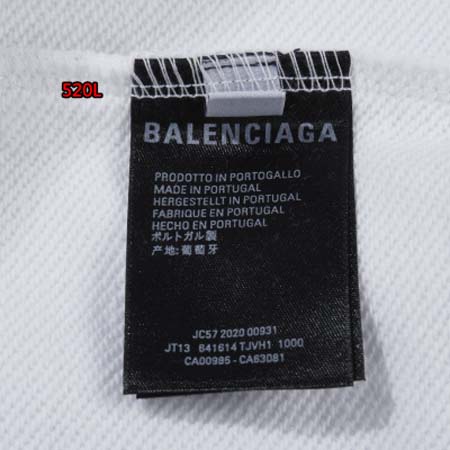 520L
BALENCIAGA
PRODOTTO IN PORTOGALLO
MADE IN PORTUGAL
HERGESTELLT IN PORTUGAL
FABRIQUE EN PORTUGAL
HECHO EN PORTUGAL
ポルトガル製
产地:葡萄牙
JC57 2020 00931
JT13 641614 TJVH1 1000
CA00995 - CA63081